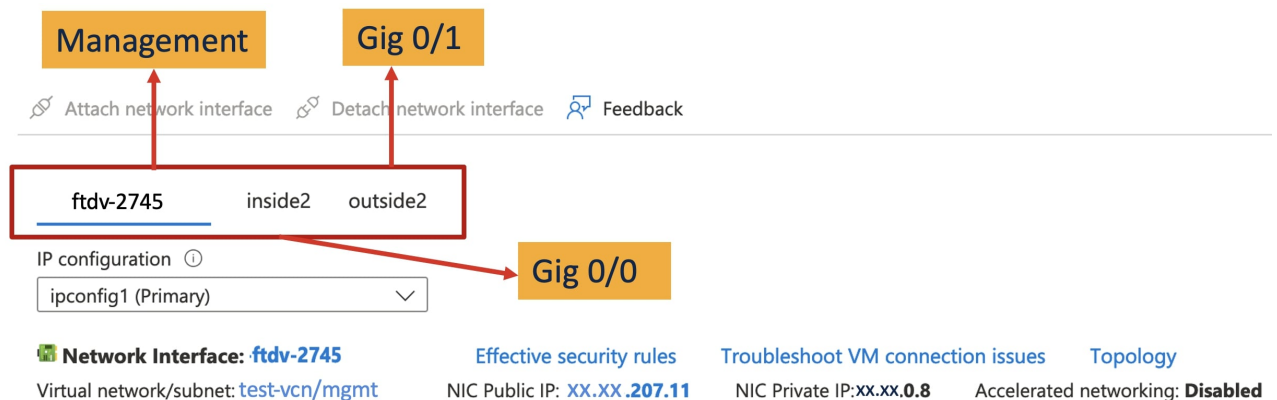 Management
Gig 0/1
Attach network interface Detach network interface Feedback
ftdv-2745 inside2 outside2
IP configuration
Gig 0/0
ipconfig1 (Primary)
Network Interface: ftdv-2745 Effective security rules Troubleshoot VM connection issues Topology
Virtual network/subnet: test-vcn/mgmt NIC Public IP: XX.XX.207.11 NIC Private IP:XX.XX.0.8 Accelerated networking: Disabled